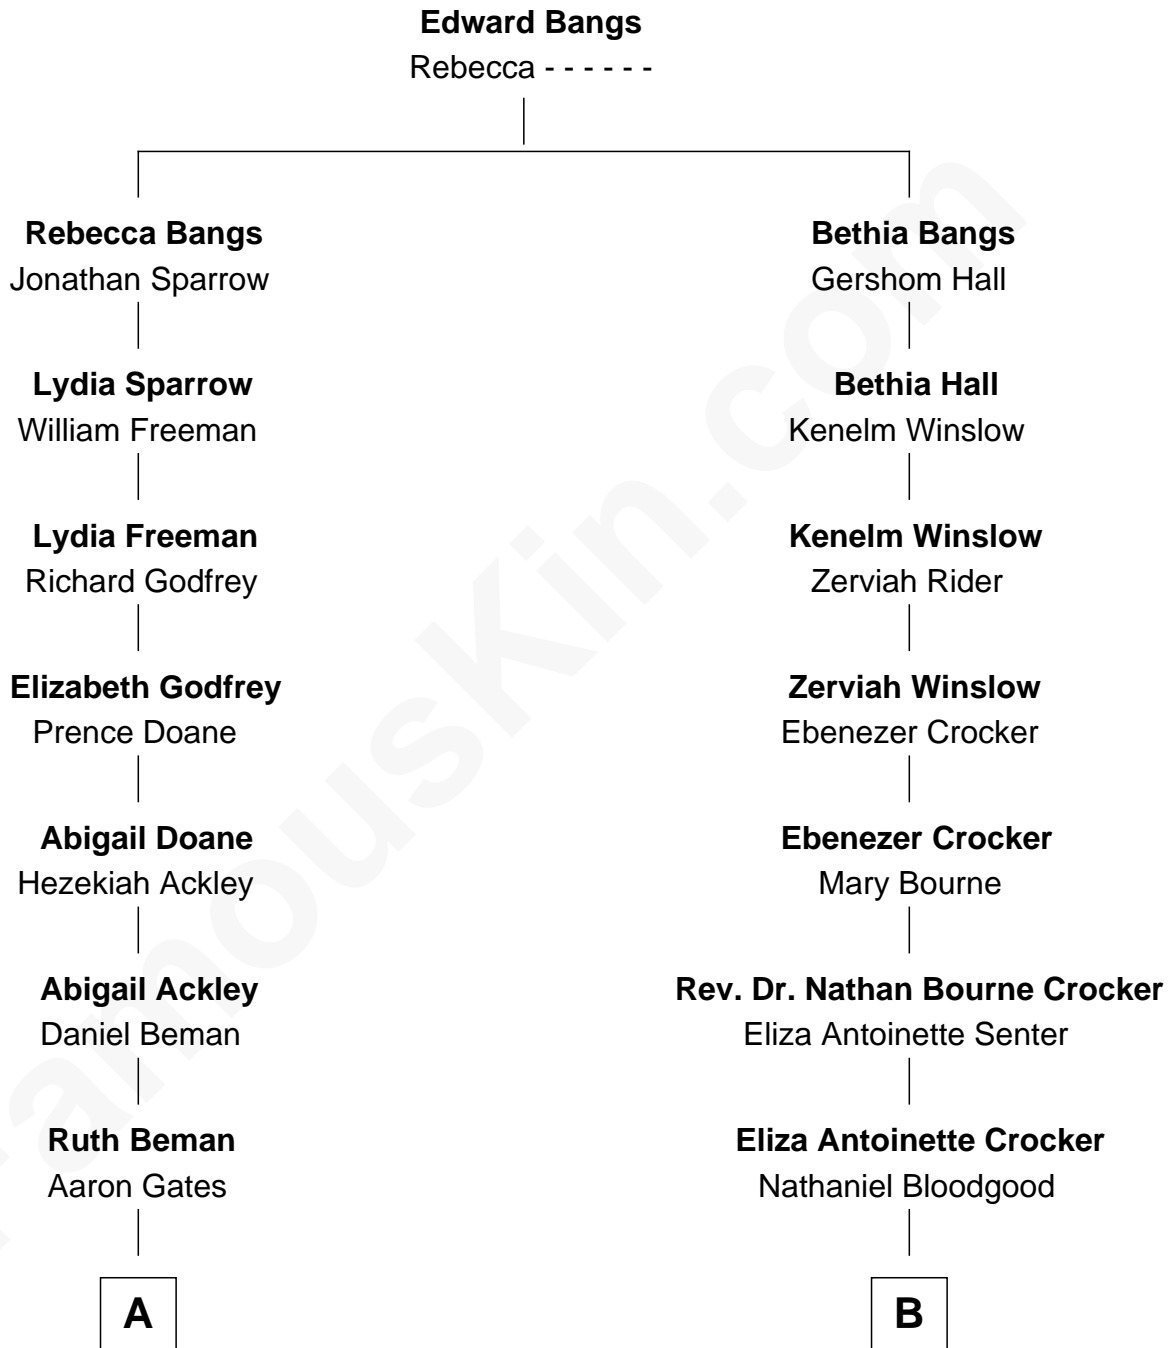 Edward Bangs
Rebecca - - - - - -
Rebecca Bangs
Jonathan Sparrow
Bethia Bangs
Gershom Hall
Lydia Sparrow
William Freeman
Bethia Hall
Kenelm Winslow
Lydia Freeman
Richard Godfrey
Kenelm Winslow
Zerviah Rider
Elizabeth Godfrey
Prence Doane
Zerviah Winslow
Ebenezer Crocker
Abigail Doane
Hezekiah Ackley
Ebenezer Crocker
Mary Bourne
Abigail Ackley
Daniel Beman
Rev. Dr. Nathan Bourne Crocker
Eliza Antoinette Senter
Ruth Beman
Aaron Gates
Eliza Antoinette Crocker
Nathaniel Bloodgood
A
B
FamousKin.com